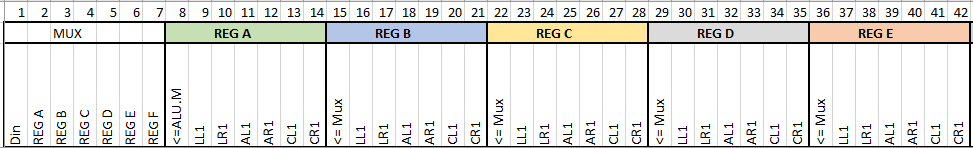 1 2 3 4 5 6 7 8 9 10 11 12 13 14 15 16 17 18 19 20 21 22 23 24 25 26 27 28 29 30 31 32 33 34 35 36 37 38 39 40 41 42
MUX REG A REG B REG C REG D REG E
Din REG A REG B REG C REG D REG E REG F <=ALU.M LL1 LR1 AL1 AR1 CL1 CR1 <= Mux LL1 LR1 AL1 AR1 CL1 CR1 <= Mux LL1 LR1 AL1 AR1 CL1 CR1 <= Mux LL1 LR1 AL1 AR1 CL1 CR1 <= Mux LL1 LR1 AL1 AR1 CL1 CR1